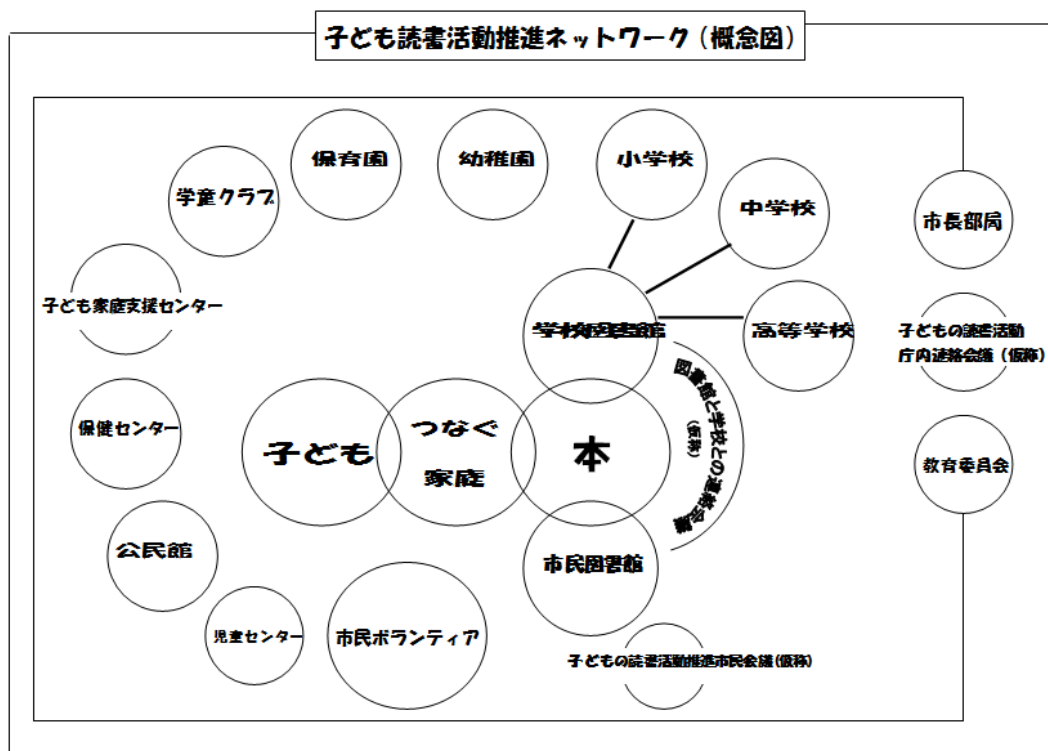 子ども読書活動推進ネットワーク（概念図）
保育園
幼稚園
小学校
学童クラブ
中学校
市長部局
子ども家庭支援センター
学校図書館
高等学校
子どもの読書活動
庁内連絡会議（仮称）
図書館と学校との連絡会議
（仮称）
保健センター
子ども
つなぐ
家庭
本
教育委員会
公民館
市民図書館
児童センター
市民ボランティア
子どもの読書活動推進市民会議（仮称）